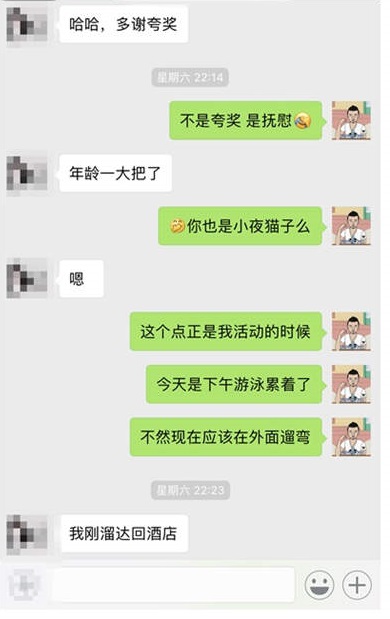 哈哈，多谢夸奖
星期六 22:14
不是夸奖 是抚慰
年龄一大把了
你也是小夜猫子么
嗯
这个点正是我活动的时候
今天是下午游泳累着了
不然现在应该在外面遛弯
星期六 22:23
我刚溜达回酒店